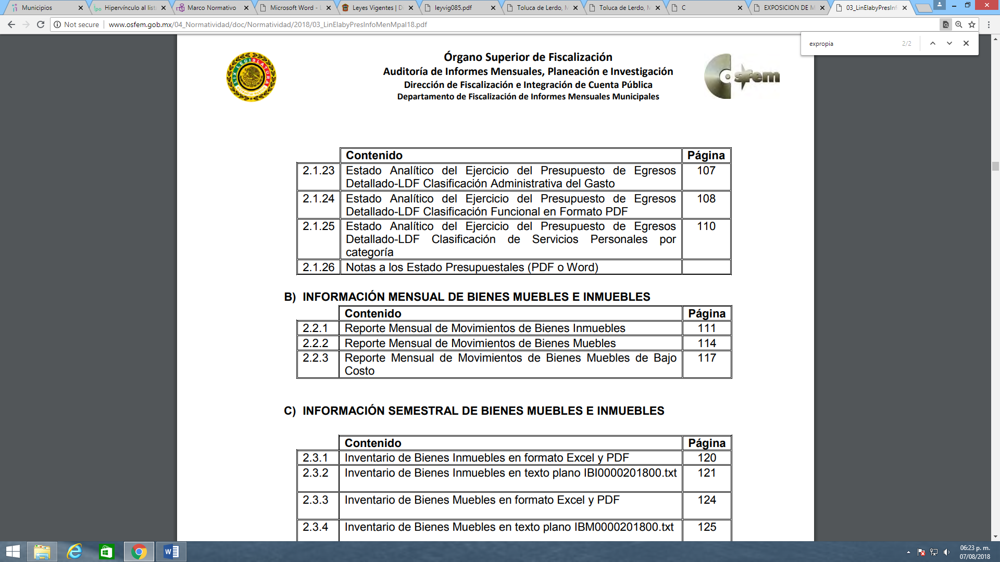 Municipios
Hipervínculo al list
Marco Normativo
Microsoft Word - L
Leyes Vigentes | D
leyvig085.pdf
Toluca de Lerdo, M
Toluca de Lerdo, M
C
EXPOSICION DE M
03_LinElabyPresInf
Not secure
www.osfem.gob.mx/04_Normatividad/doc/Normatividad/2018/03_LinElabyPresInfoMenMpal18.pdf
expropia 2/2
LIX LEGISLATURA
Órgano Superior de Fiscalización
Auditoría de Informes Mensuales, Planeación e Investigación
Dirección de Fiscalización e Integración de Cuenta Pública
Departamento de Fiscalización de Informes Mensuales Municipales
Osfem
Contenido Página
2.1.23 Estado Analítico del Ejercicio del Presupuesto de Egresos 107
Detallado-LDF Clasificación Administrativa del Gasto
2.1.24 Estado Analítico del Ejercicio del Presupuesto de Egresos 108
Detallado-LDF Clasificación Funcional en Formato PDF
2.1.25 Estado Analítico del Ejercicio del Presupuesto de Egresos 110
Detallado-LDF Clasificación de Servicios Personales por
categoría
2.1.26 Notas a los Estado Presupuestales (PDF o Word)
B) INFORMACIÓN MENSUAL DE BIENES MUEBLES E INMUEBLES
Contenido Página
2.2.1 Reporte Mensual de Movimientos de Bienes Inmuebles 111
2.2.2 Reporte Mensual de Movimientos de Bienes Muebles 114
2.2.3 Reporte Mensual de Movimientos de Bienes Muebles de Bajo 117
Costo
C) INFORMACIÓN SEMESTRAL DE BIENES MUEBLES E INMUEBLES
Contenido Página
2.3.1 Inventario de Bienes Inmuebles en formato Excel y PDF 120
2.3.2 Inventario de Bienes Inmuebles en texto plano IBI0000201800.txt 121
2.3.3 Inventario de Bienes Muebles en formato Excel y PDF 124
2.3.4 Inventario de Bienes Muebles en texto plano IBM0000201800.txt 125
06:23 p. m.
07/08/2018